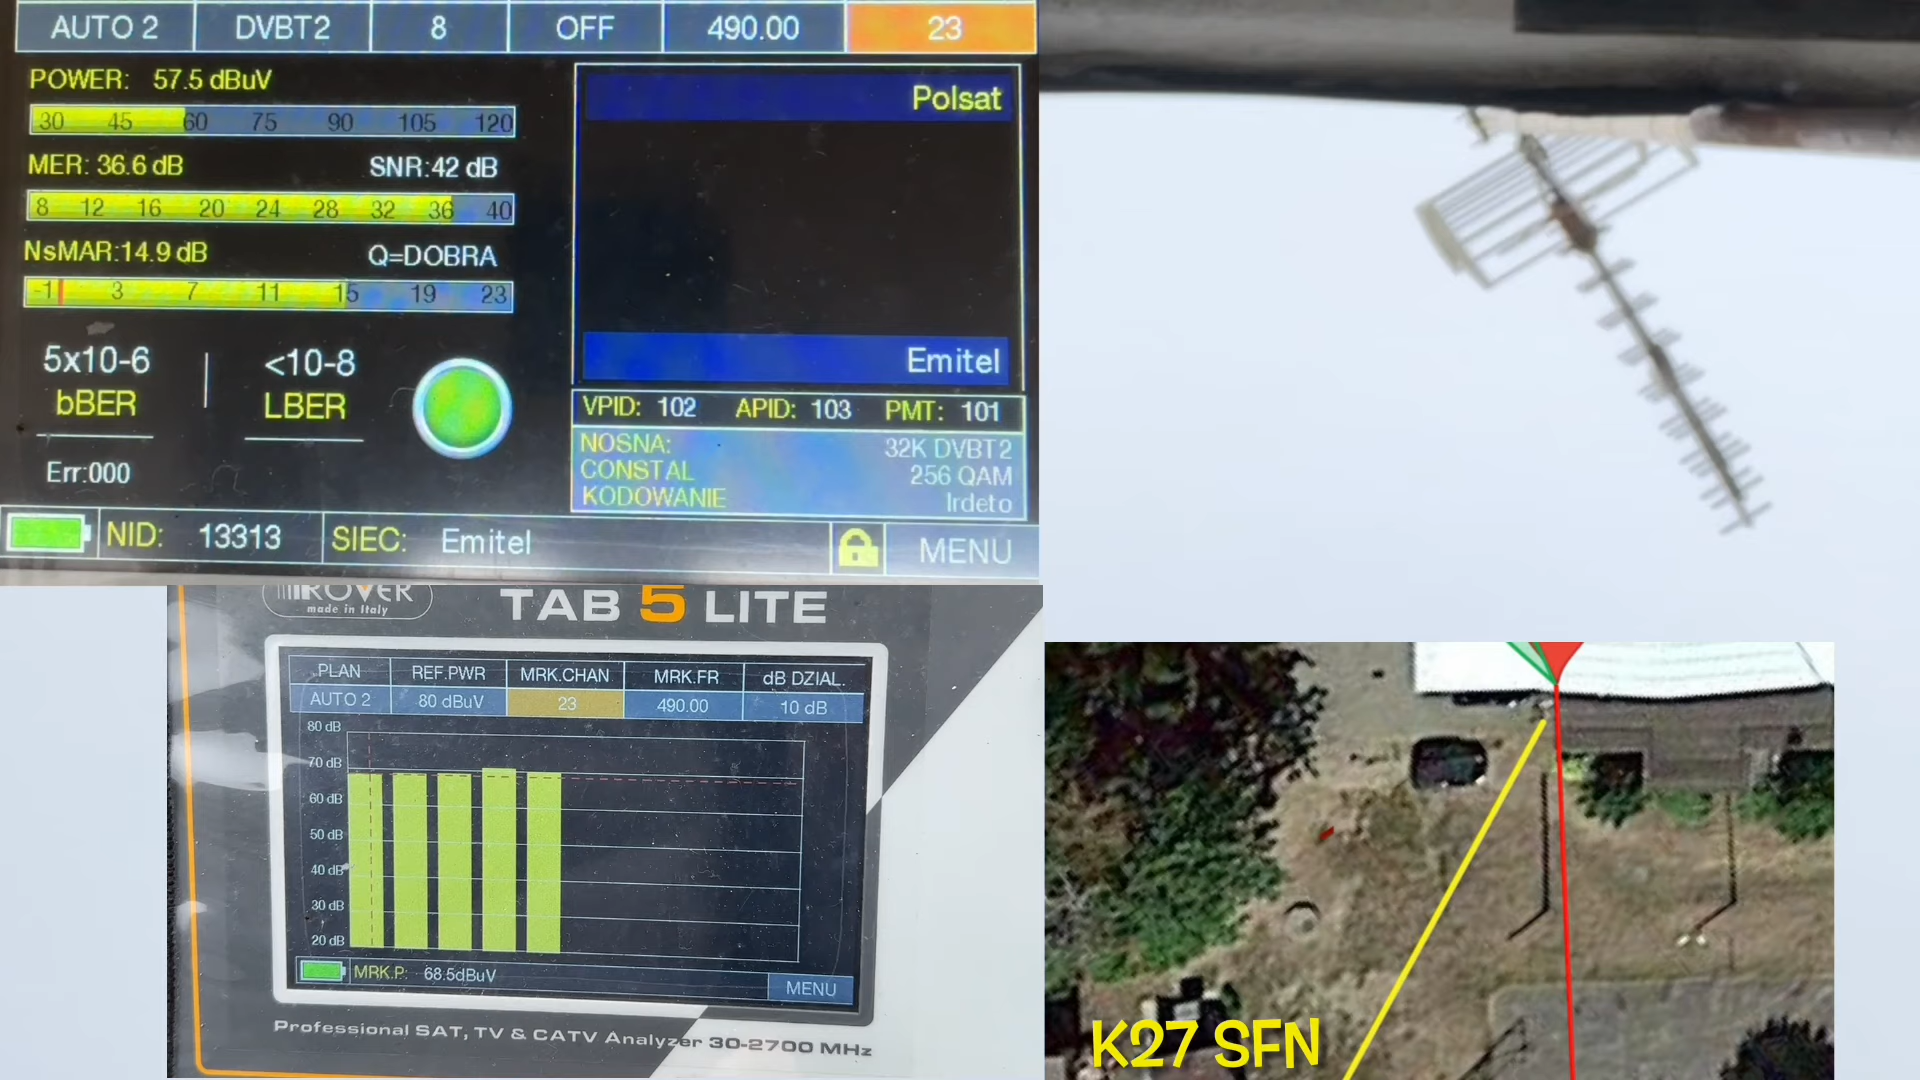 AUTO 2 DVBT2 8 OFF 490.00 23
POWER: 57.5 dBuV
30 45 60 75 90 105 120
MER: 36.6 dB SNR:42 dB
8 12 16 20 24 28 32 36 40
NsMAR:14.9 dB Q=DOBRA
-1 3 7 11 15 19 23
5x10-6 <10-8
bBER LBER
Err:000
Polsat
Emitel
VPID: 102 APID: 103 PMT: 101
NOSNA: 32K DVBT2
CONSTAL 256 QAM
KODOWANIE Irdeto
NID: 13313 SIEC: Emitel MENU
ROVER
made in Italy
TAB 5 LITE
PLAN REF.PWR MRK.CHAN MRK.FR dB DZIAL.
AUTO 2 80 dBuV 23 490.00 10 dB
80 dB
70 dB
60 dB
50 dB
40 dB
30 dB
20 dB
MRK.P: 68.5dBuV
MENU
Professional SAT, TV & CATV Analyzer 30-2700 MHz
K27 SFN